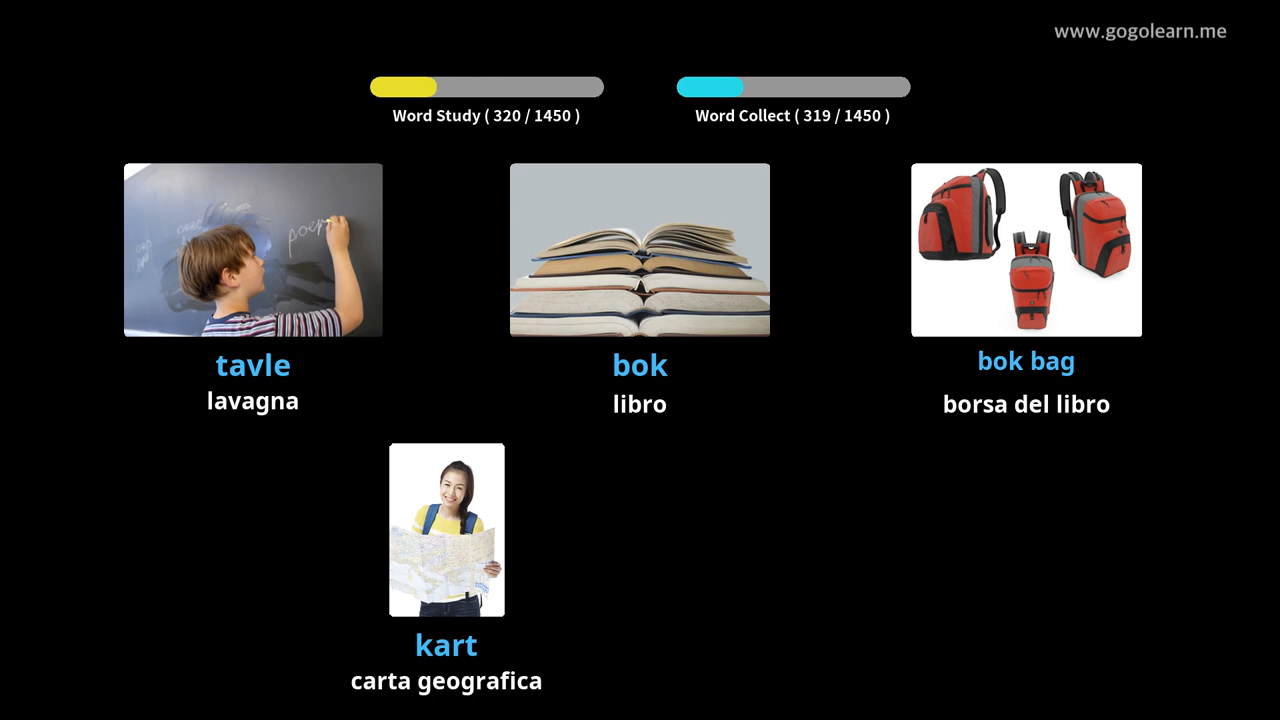 www.gogolearn.me
Word Study ( 320 / 1450 )
Word Collect ( 319 / 1450 )
poem
tavle
lavagna
bok
libro
bok bag
borsa del libro
kart
carta geografica